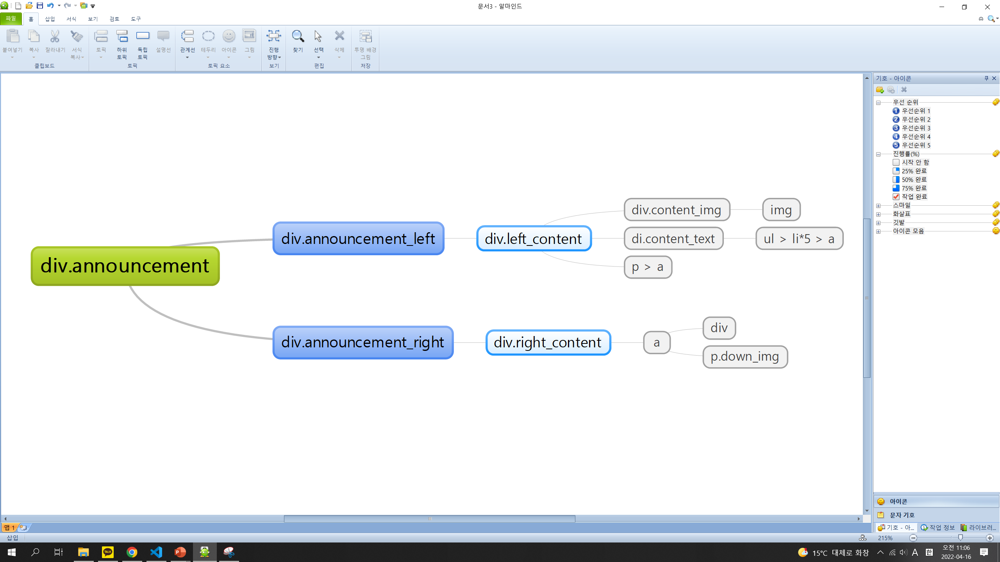 문서3 - 알마인드
파일 홈 삽입 서식 보기 검토 도구
붙여넣기 복사 잘라내기 서식 복사
클립보드
토픽 하위 토픽 독립 토픽 설명선
토픽
관계선 테두리 아이콘 그림
토픽 요소
진행 방향
보기
찾기 선택 삭제
편집
투명 배경 그림
저장
div.announcement
div.announcement_left
div.left_content
div.content_img
img
di.content_text
ul > li*5 > a
p > a
div.announcement_right
div.right_content
a
div
p.down_img
기호 - 아이콘
우선 순위
1 우선순위 1
2 우선순위 2
3 우선순위 3
4 우선순위 4
5 우선순위 5
진행률(%)
시작 안 함
25% 완료
50% 완료
75% 완료
작업 완료
스마일
화살표
깃발
아이콘 모음
아이콘
문자 기호
기호 - 아... 작업 정보 라이브러...
맵 1
삽입
215%
TALK
P
15°C 대체로 화창
A 한
오전 11:06
2022-04-16